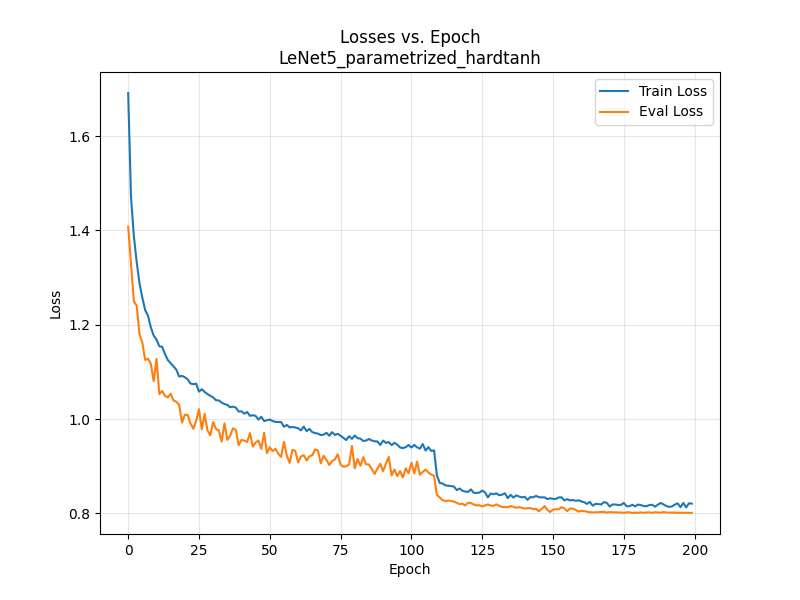 Losses vs. Epoch
LeNet5_parametrized_hardtanh
Train Loss
Eval Loss
1.6
1.4
1.2
1.0
0.8
Loss
0 25 50 75 100 125 150 175 200
Epoch